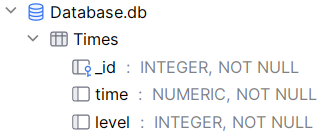 Database.db
Times
_id : INTEGER, NOT NULL
time : NUMERIC, NOT NULL
level : INTEGER, NOT NULL